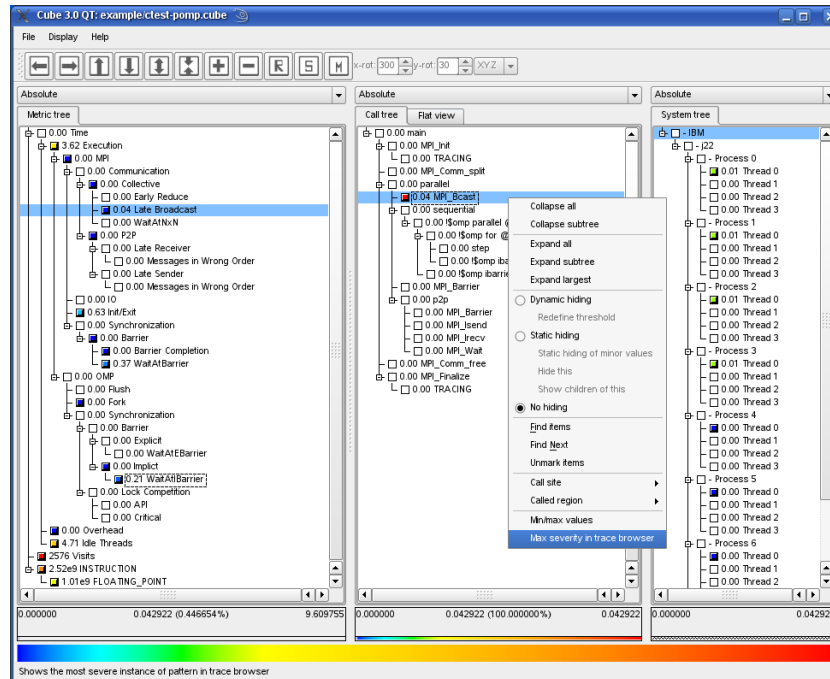 Cube 3.0 QT: example/ctest-pomp.cube
File Display Help
R S M x-rot: 300 y-rot: 30 XYZ
Absolute
Metric tree
0.00 Time
3.62 Execution
0.00 MPI
0.00 Communication
0.00 Collective
0.00 Early Reduce
0.04 Late Broadcast
0.00 WaitAtNxN
0.00 P2P
0.00 Late Receiver
0.00 Messages in Wrong Order
0.00 Late Sender
0.00 Messages in Wrong Order
0.00 IO
0.63 Init/Exit
0.00 Synchronization
0.00 Barrier
0.00 Barrier Completion
0.37 WaitAtBarrier
0.00 OMP
0.00 Flush
0.00 Fork
0.00 Synchronization
0.00 Barrier
0.00 Explicit
0.00 WaitAtEBarrier
0.00 Implict
0.21 WaitAtIBarrier
0.00 Lock Competition
0.00 API
0.00 Critical
0.00 Overhead
4.71 Idle Threads
2576 Visits
2.52e9 INSTRUCTION
1.01e9 FLOATING_POINT
0.000000 0.042922 (0.446654%) 9.609755
Absolute
Call tree Flat view
0.00 main
0.00 MPI_Init
0.00 TRACING
0.00 MPI_Comm_split
0.00 parallel
0.04 MPI_Bcast
0.00 sequential
0.00 !$omp parallel @
0.00 !$omp for @
0.00 step
0.00 !$omp iba
0.00 !$omp ibarrie
0.00 MPI_Barrier
0.00 p2p
0.00 MPI_Barrier
0.00 MPI_Isend
0.00 MPI_Irecv
0.00 MPI_Wait
0.00 MPI_Comm_free
0.00 MPI_Finalize
0.00 TRACING
0.000000 0.042922 (100.000000%) 0.042922
Collapse all
Collapse subtree
Expand all
Expand subtree
Expand largest
Dynamic hiding
Redefine threshold
Static hiding
Static hiding of minor values
Hide this
Show children of this
No hiding
Find items
Find Next
Unmark items
Call site
Called region
Min/max values
Max severity in trace browser
Absolute
System tree
- IBM
- j22
- Process 0
0.01 Thread 0
0.00 Thread 1
0.00 Thread 2
0.00 Thread 3
- Process 1
0.01 Thread 0
0.00 Thread 1
0.00 Thread 2
0.00 Thread 3
- Process 2
0.01 Thread 0
0.00 Thread 1
0.00 Thread 2
0.00 Thread 3
- Process 3
0.01 Thread 0
0.00 Thread 1
0.00 Thread 2
0.00 Thread 3
- Process 4
0.00 Thread 0
0.00 Thread 1
0.00 Thread 2
0.00 Thread 3
- Process 5
0.00 Thread 0
0.00 Thread 1
0.00 Thread 2
0.00 Thread 3
- Process 6
0.00 Thread 0
0.00 Thread 1
0.00 Thread 2
0.000000 0.0429
Shows the most severe instance of pattern in trace browser